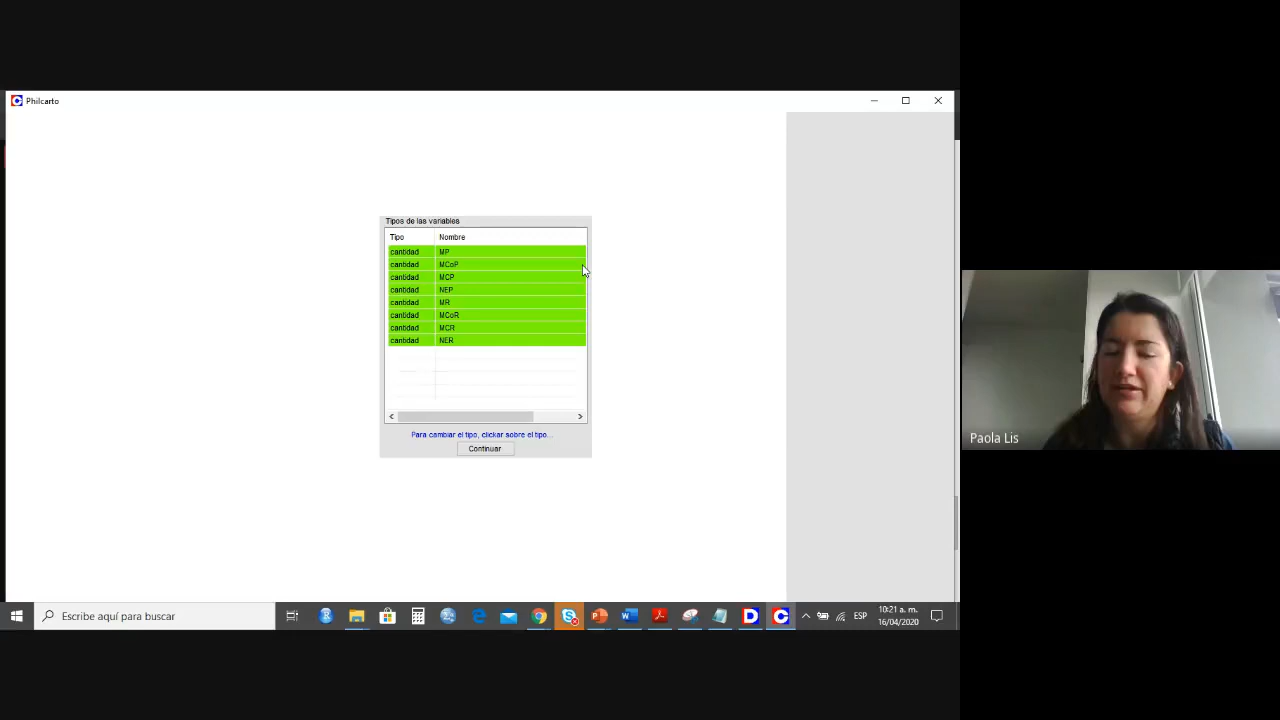 Philcarto
Tipos de las variables
Tipo Nombre
cantidad MP
cantidad MCoP
cantidad MCP
cantidad NEP
cantidad MR
cantidad MCoR
cantidad MCR
cantidad NER
Para cambiar el tipo, clickar sobre el tipo...
Continuar
Paola Lis
Escribe aquí para buscar
ESP
10:21 a. m.
16/04/2020